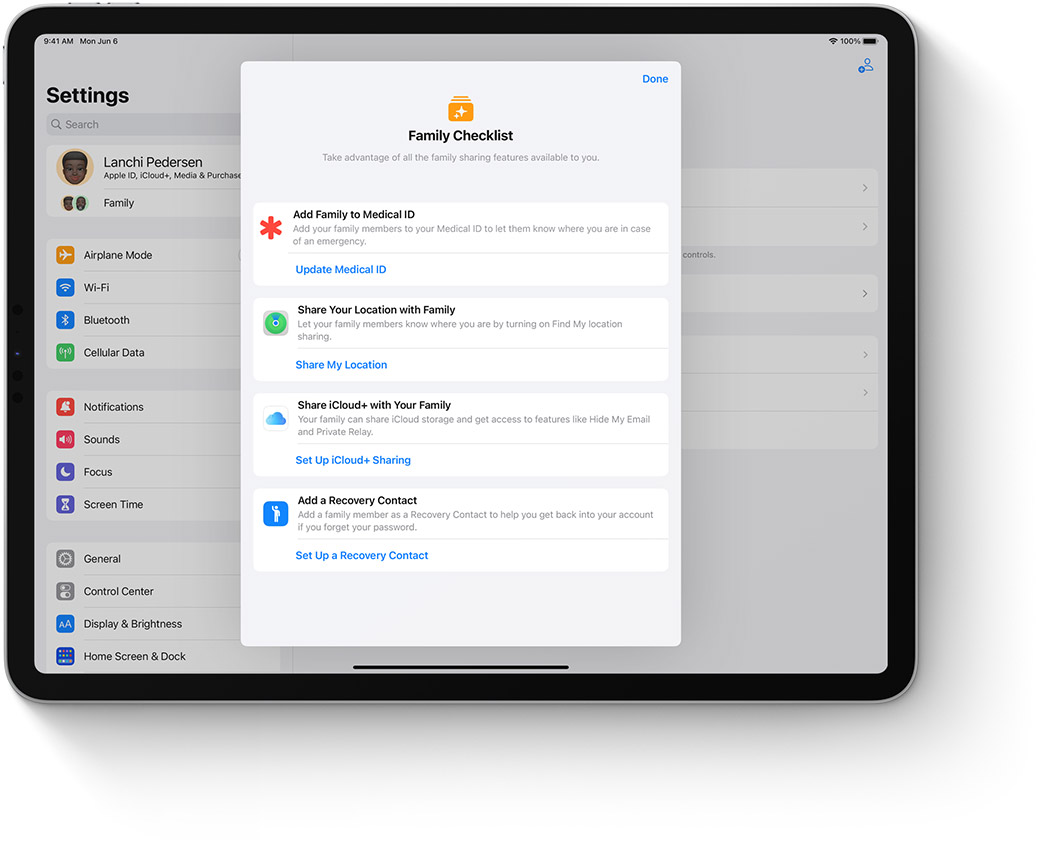 9:41 AM Mon Jun 6
100%
Settings
Search
Lanchi Pedersen
Apple ID, iCloud+, Media & Purchase
Family
Airplane Mode
Wi-Fi
Bluetooth
Cellular Data
Notifications
Sounds
Focus
Screen Time
General
Control Center
AA
Display & Brightness
Home Screen & Dock
Done
Family Checklist
Take advantage of all the family sharing features available to you.
Add Family to Medical ID
Add your family members to your Medical ID to let them know where you are in case
of an emergency.
Update Medical ID
Share Your Location with Family
Let your family members know where you are by turning on Find My location
sharing.
Share My Location
Share iCloud+ with Your Family
Your family can share iCloud storage and get access to features like Hide My Email
and Private Relay.
Set Up iCloud+ Sharing
Add a Recovery Contact
Add a family member as a Recovery Contact to help you get back into your account
if you forget your password.
Set Up a Recovery Contact
controls.